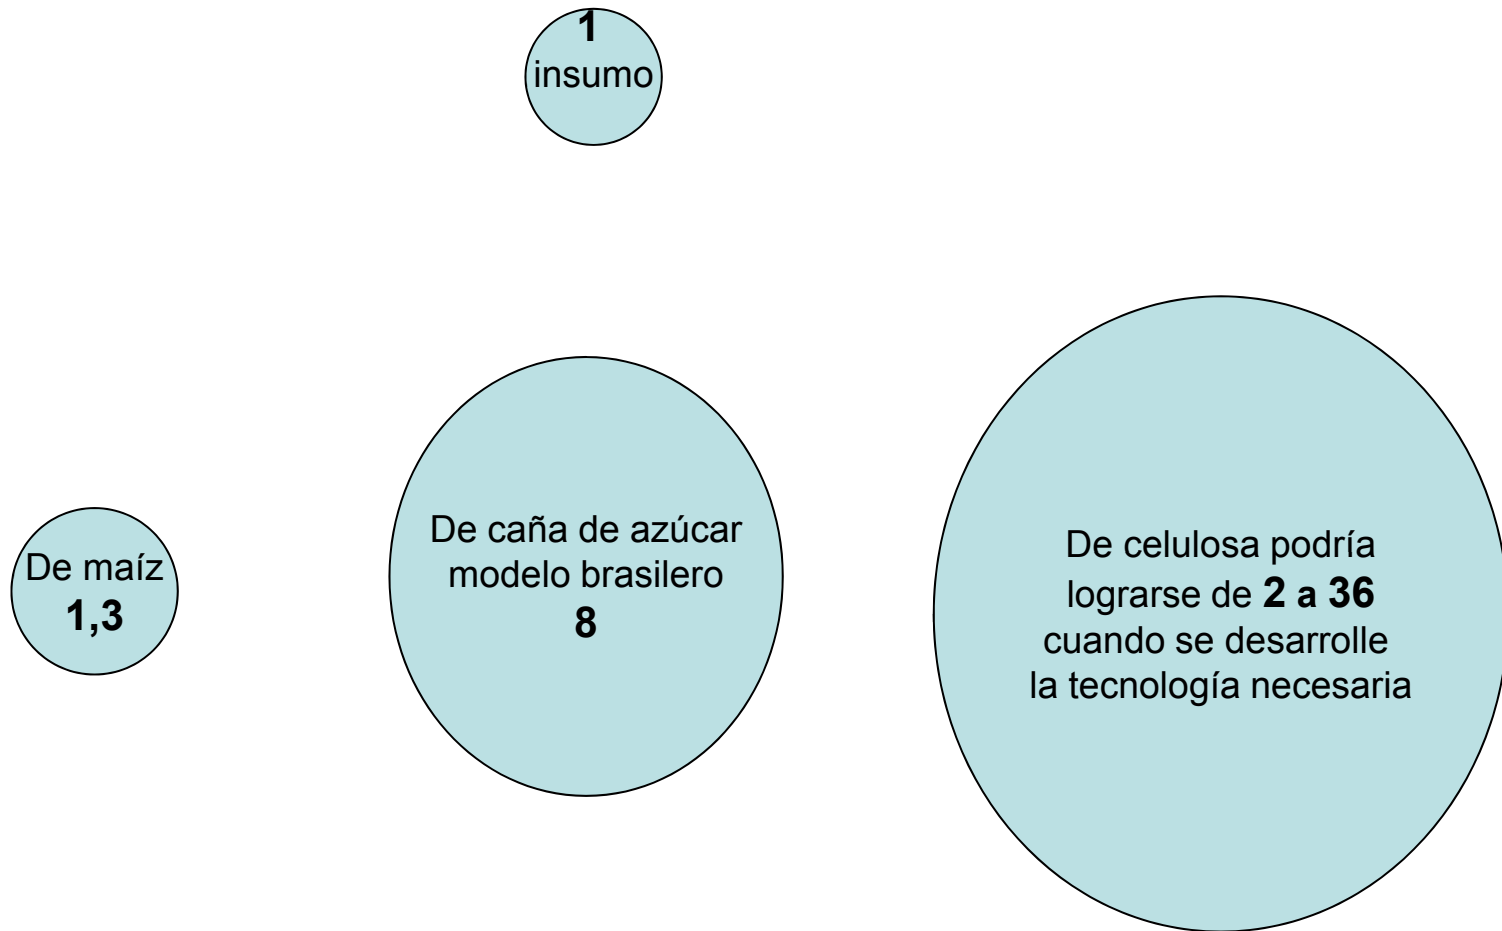 1
insumo
De maíz
1,3
De caña de azúcar
modelo brasilero
8
De celulosa podría
lograrse de 2 a 36
cuando se desarrolle
la tecnología necesaria